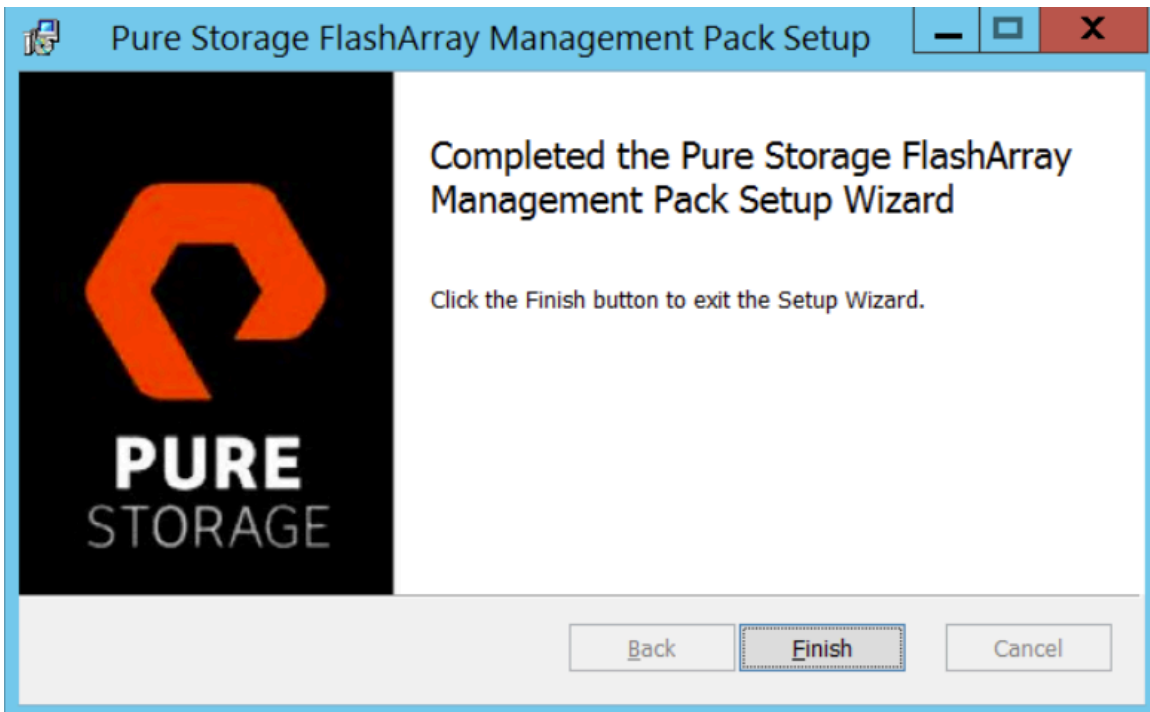 Pure Storage FlashArray Management Pack Setup
Completed the Pure Storage FlashArray
Management Pack Setup Wizard
Click the Finish button to exit the Setup Wizard.
PURE
STORAGE
Back
Finish
Cancel